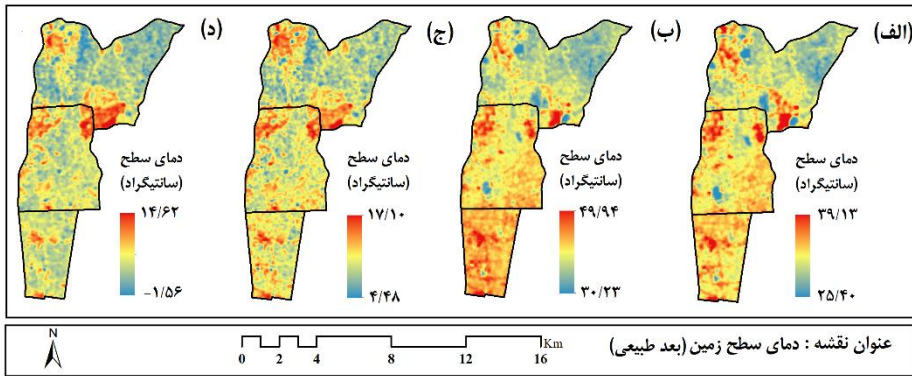 (الف)
(ب)
(ج)
(د)
دمای سطح
(سانتیگراد)
۳۹/۱۳
۲۵/۴۰
دمای سطح
(سانتیگراد)
۴۹/۹۴
۳۰/۲۳
دمای سطح
(سانتیگراد)
۱۷/۱۰
۴/۴۸
دمای سطح
(سانتیگراد)
۱۴/۶۲
-۱/۵۶
عنوان نقشه : دمای سطح زمین (بعد طبیعی)
Km
0 2 4 8 12 16
N